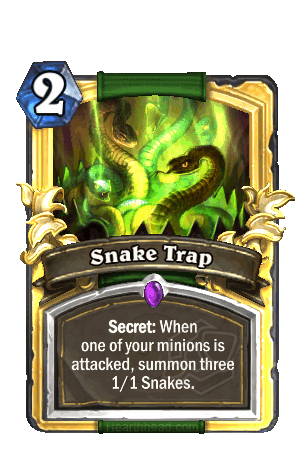 2
Snake Trap
Secret: When
one of your minions is
attacked, summon three
1/1 Snakes.